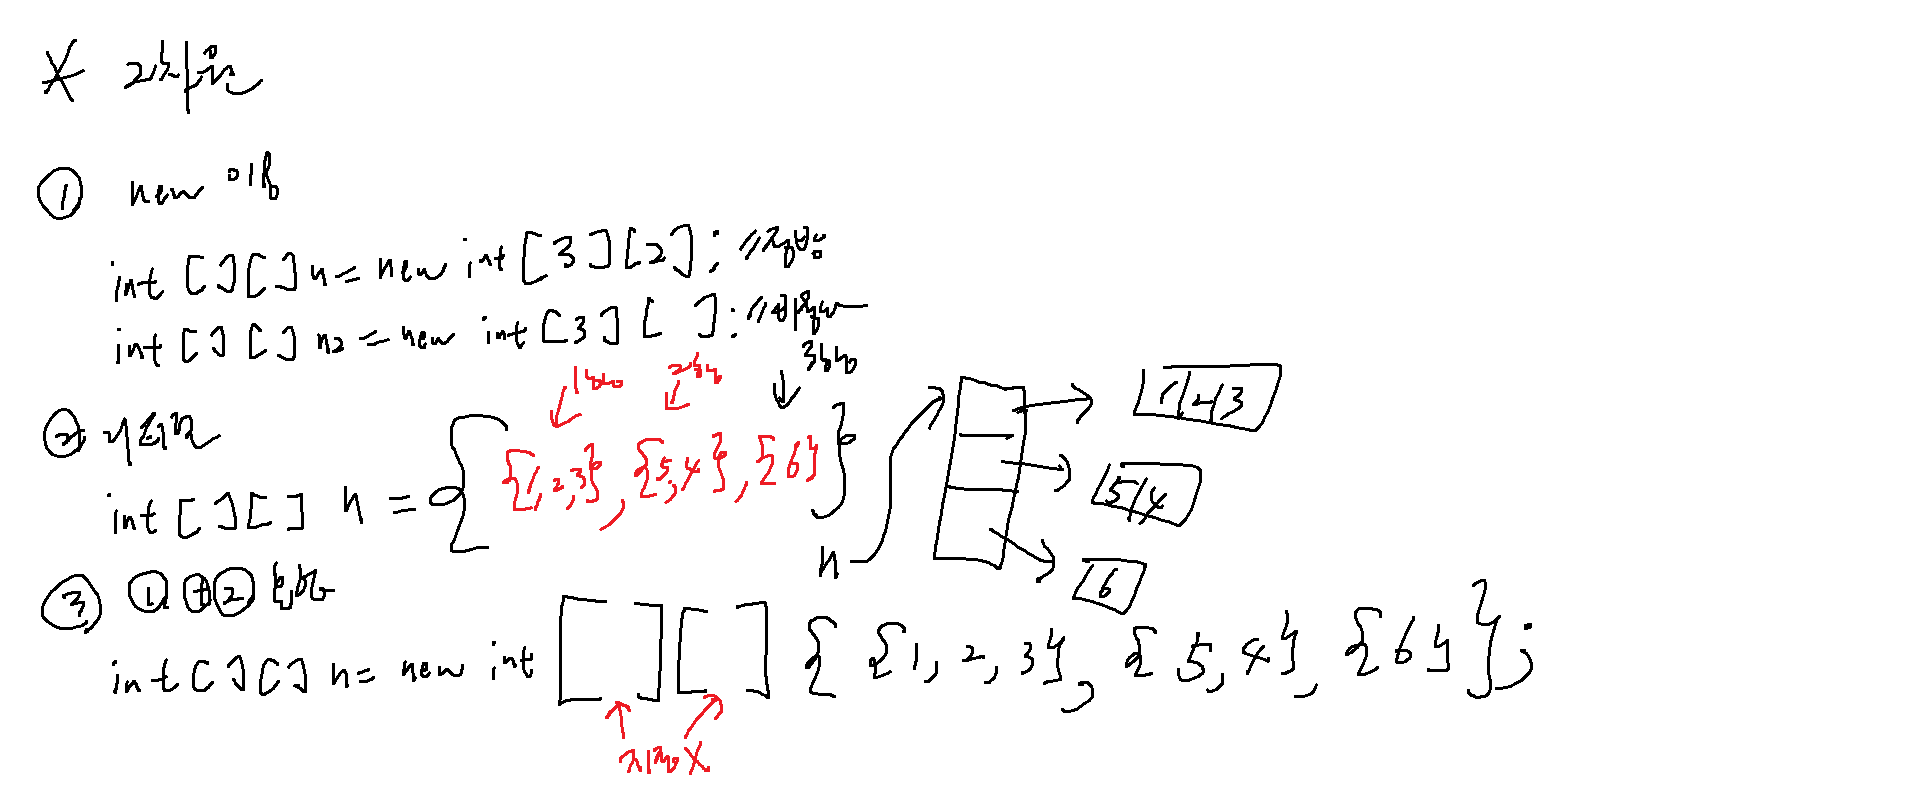 * 2차원
① new 이용
int [ ][ ] n = new int [3][2]; //정방
int [ ][ ] n2 = new int [3][ ]; //비정방
1행 2행 3행
② 리터럴
int [ ][ ] n = { {1,2,3}, {5,4}, {6} }
n
1 2 3
5 4
6
③ ① + ②
int [ ][ ] n = new int [ ][ ] { {1, 2, 3}, {5, 4}, {6} };
지정 X